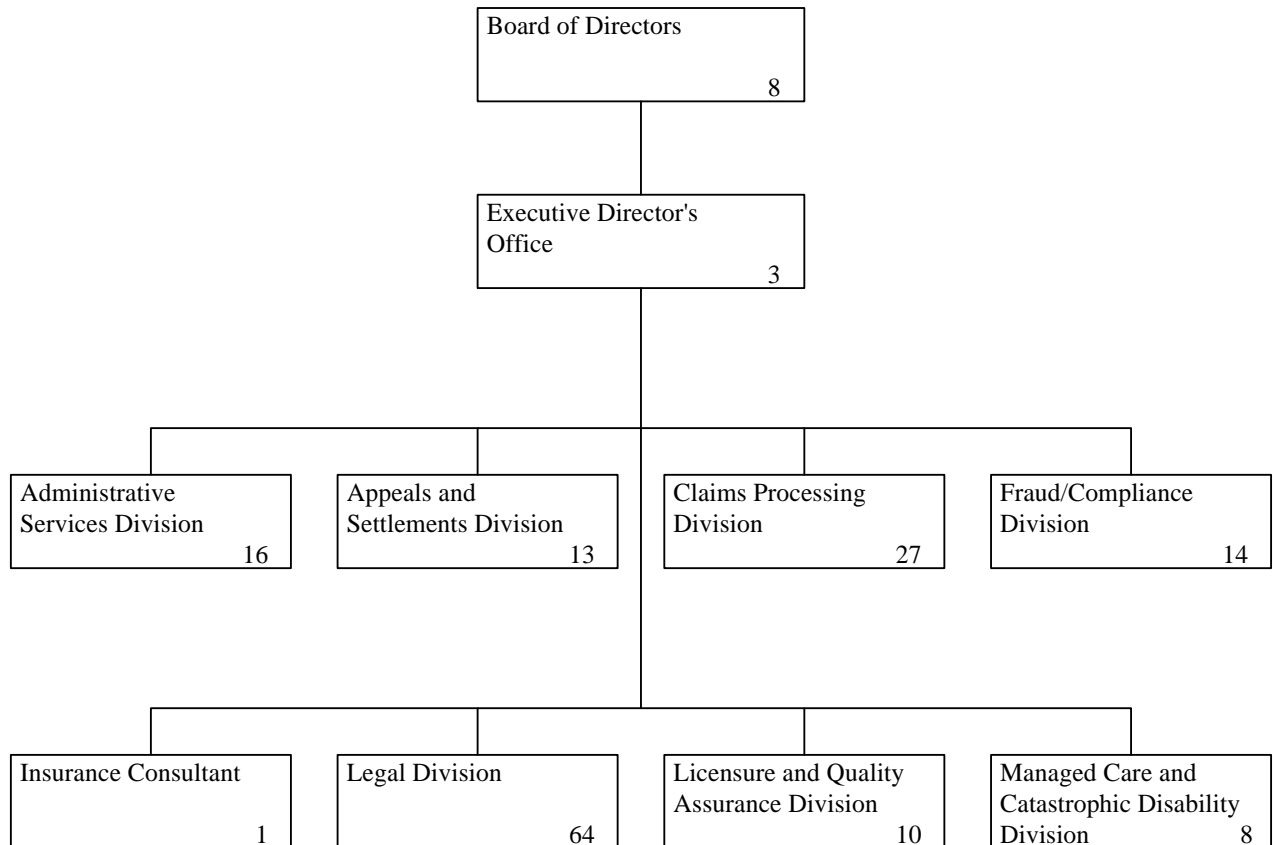 Board of Directors
8
Executive Director's
Office
3
Administrative
Services Division
16
Appeals and
Settlements Division
13
Claims Processing
Division
27
Fraud/Compliance
Division
14
Insurance Consultant
1
Legal Division
64
Licensure and Quality
Assurance Division
10
Managed Care and
Catastrophic Disability
Division 8